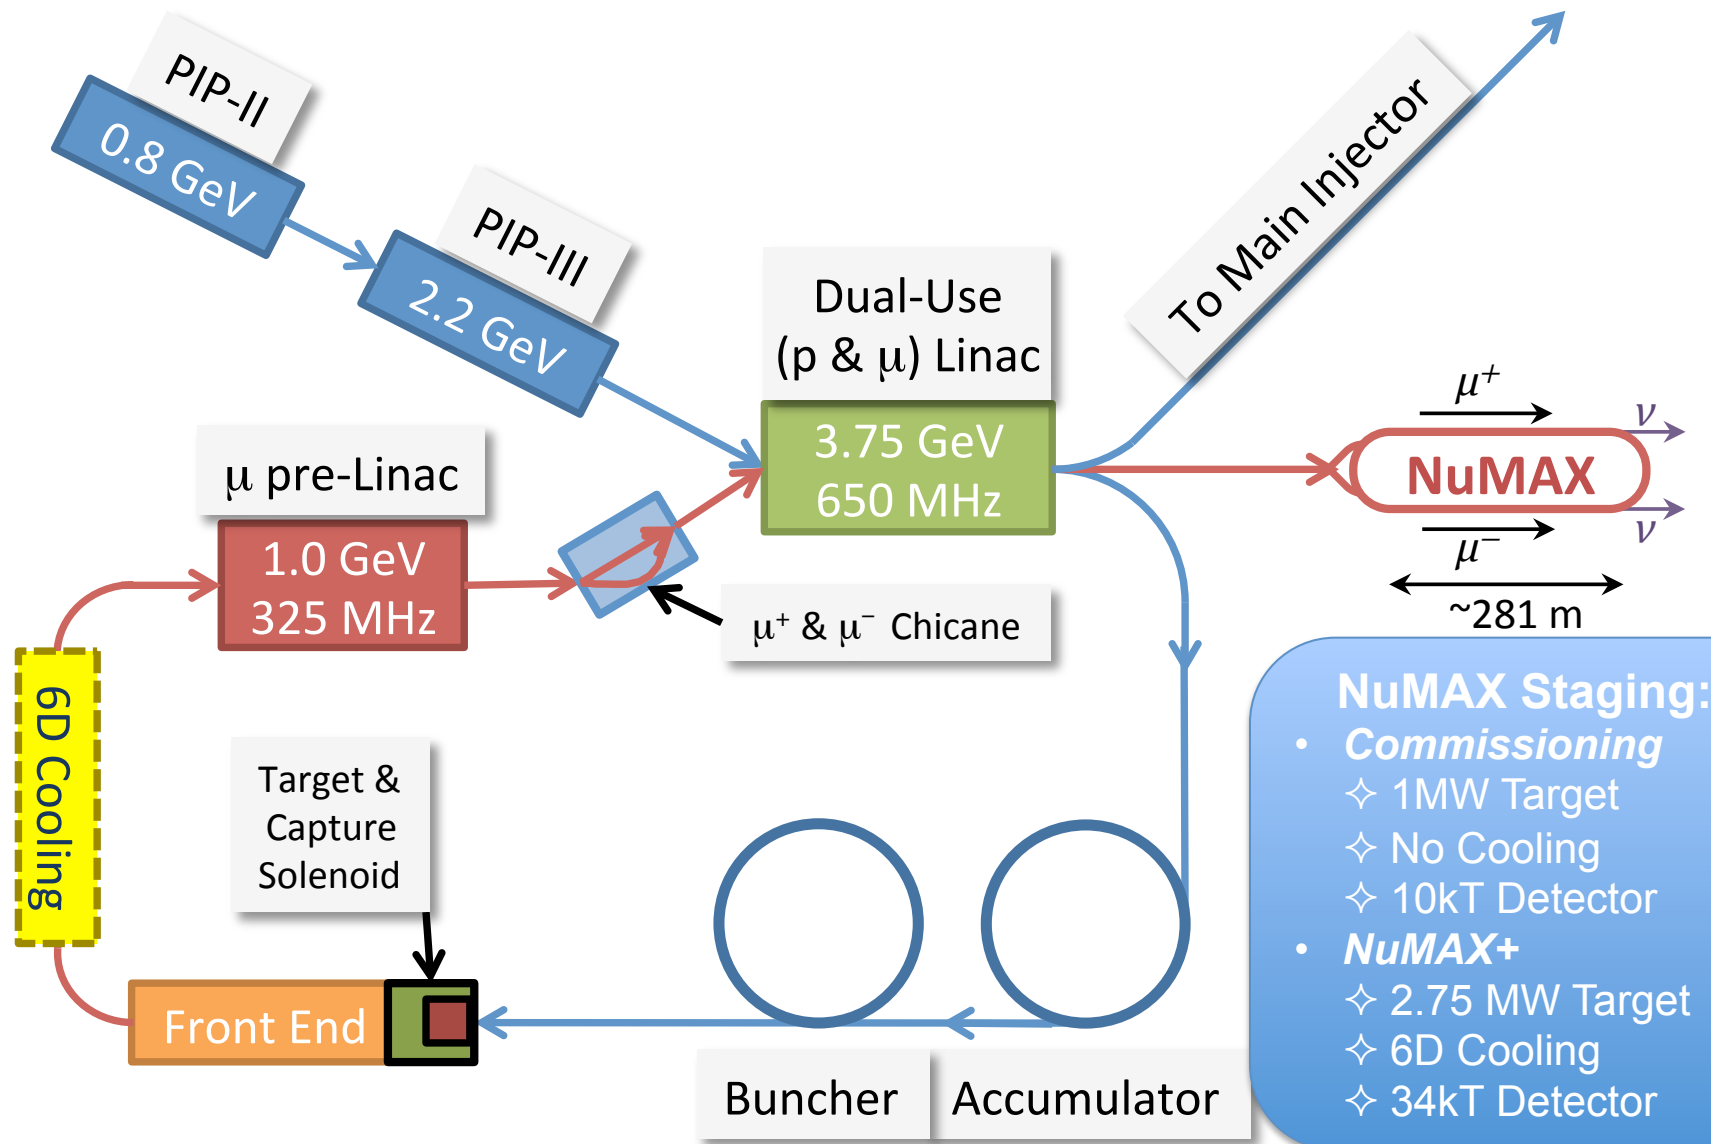 PIP-II
0.8 GeV
PIP-III
2.2 GeV
Dual-Use
(p & μ) Linac
3.75 GeV
650 MHz
To Main Injector
μ⁺
ν
NuMAX
ν
μ⁻
~281 m
μ pre-Linac
1.0 GeV
325 MHz
μ⁺ & μ⁻ Chicane
6D Cooling
Target &
Capture
Solenoid
Front End
Buncher
Accumulator
NuMAX Staging:
• Commissioning
✧ 1MW Target
✧ No Cooling
✧ 10kT Detector
• NuMAX+
✧ 2.75 MW Target
✧ 6D Cooling
✧ 34kT Detector